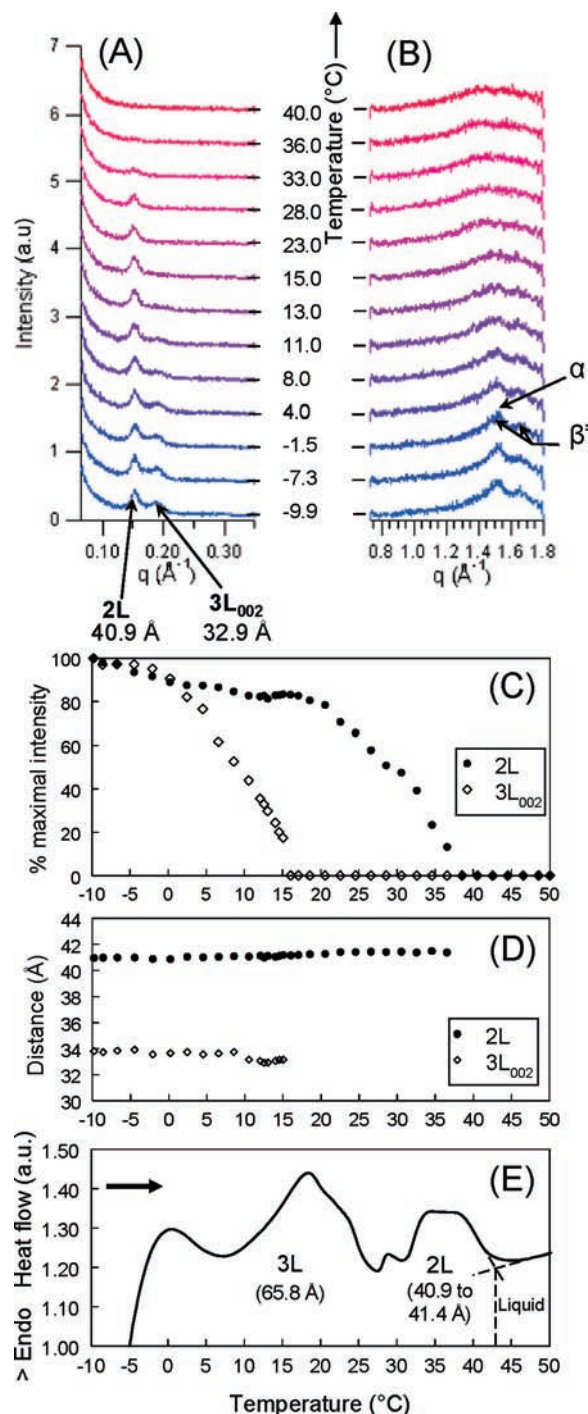 (A)
Temperature (°C)
(B)
7
6
5
4
3
2
1
0
Intensity (a.u)
40.0
36.0
33.0
28.0
23.0
15.0
13.0
11.0
8.0
4.0
-1.5
-7.3
-9.9
α
0.10 0.20 0.30
q (Å-1)
0.8 1.0 1.4 1.6 1.8
q (Å-1)
2L
40.9 Å
3L002
32.9 Å
(C)
100
80
60
40
20
0
% maximal intensity
2L
3L002
-10 -5 0 5 10 15 20 25 30 35 40 45 50
(D)
44
42
40
38
36
34
32
30
Distance (Å)
2L
3L002
-10 -5 0 5 10 15 20 25 30 35 40 45 50
(E)
1.50
1.40
1.30
1.20
1.00
> Endo Heat flow (a.u.)
3L
(65.8 Å)
2L
(40.9 to
41.4 Å)
Liquid
-10 -5 0 5 10 15 20 25 30 35 40 45 50
Temperature (°C)